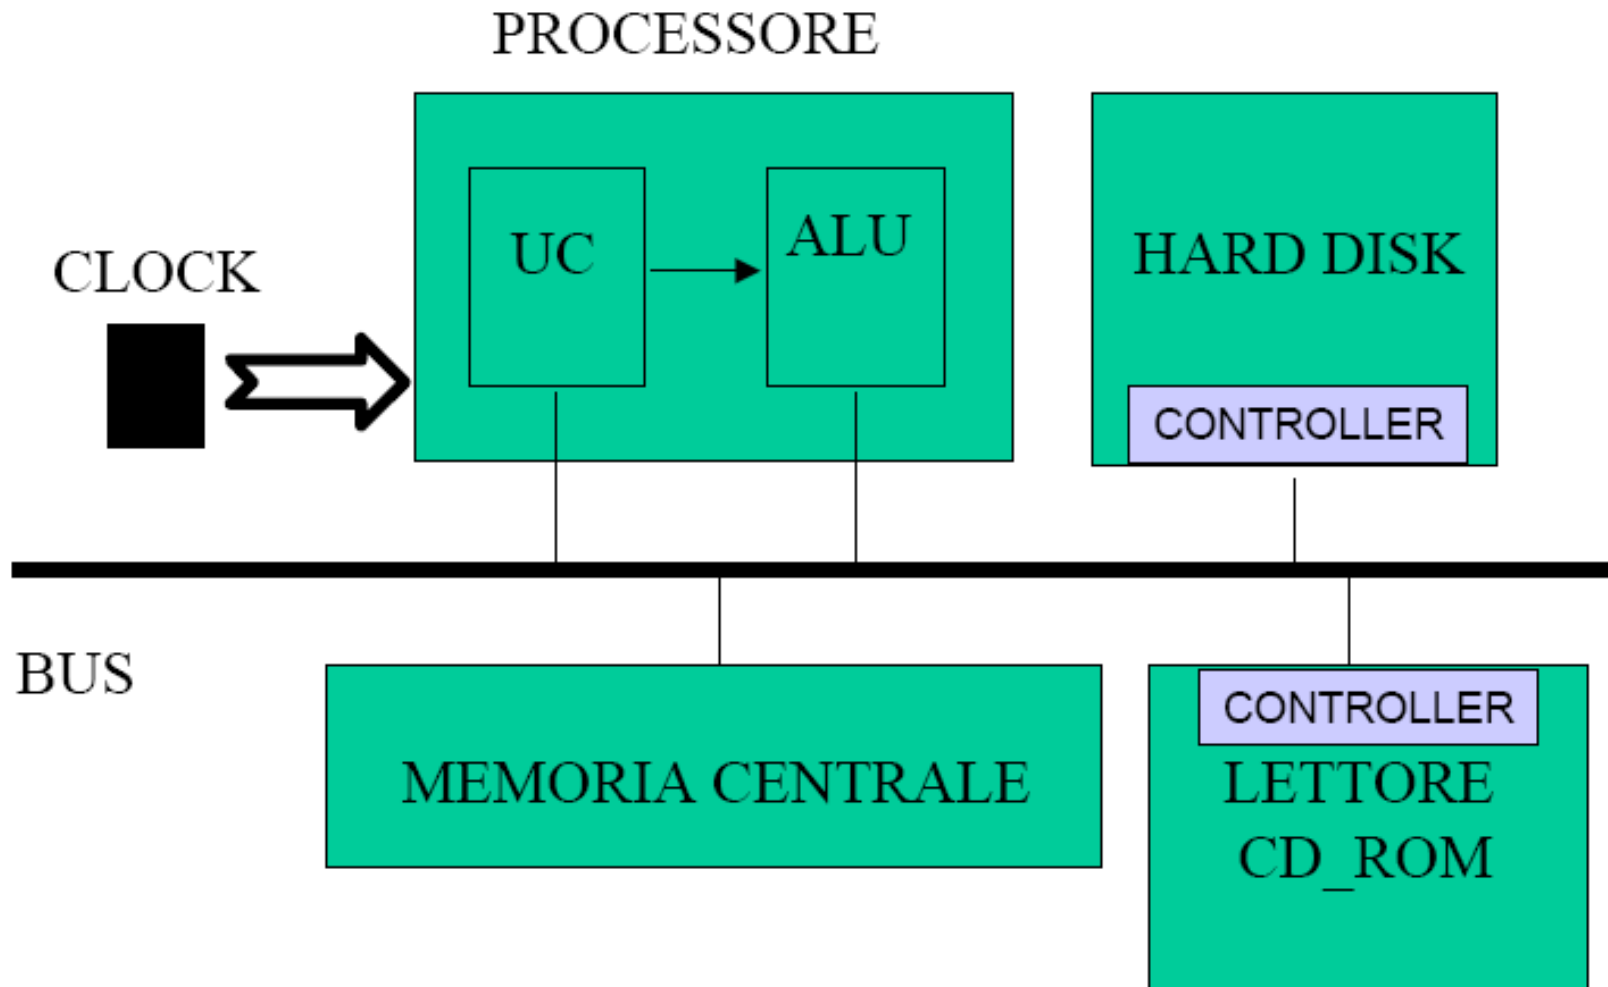 PROCESSORE
CLOCK
UC
ALU
HARD DISK
CONTROLLER
BUS
MEMORIA CENTRALE
CONTROLLER
LETTORE
CD_ROM